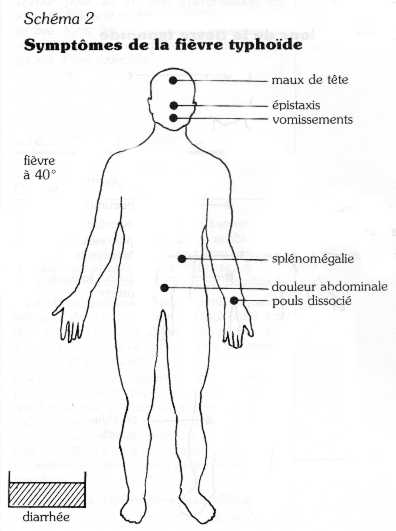 Schéma 2
Symptômes de la fièvre typhoïde
maux de tête
épistaxis
vomissements
fièvre
à 40°
splénomégalie
douleur abdominale
pouls dissocié
diarrhée